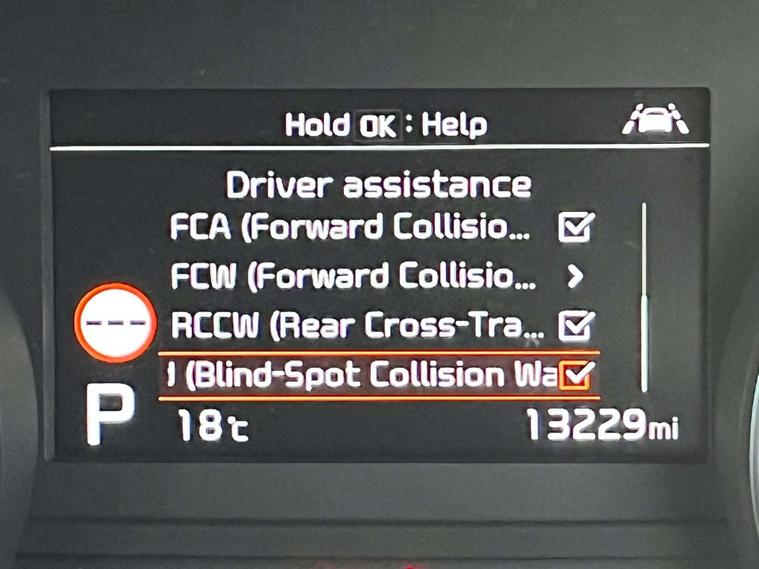 Hold OK : Help
Driver assistance
FCA (Forward Collisio...
FCW (Forward Collisio...
---
RCCW (Rear Cross-Tra...
(Blind-Spot Collision Wa
P
18℃
13229mi